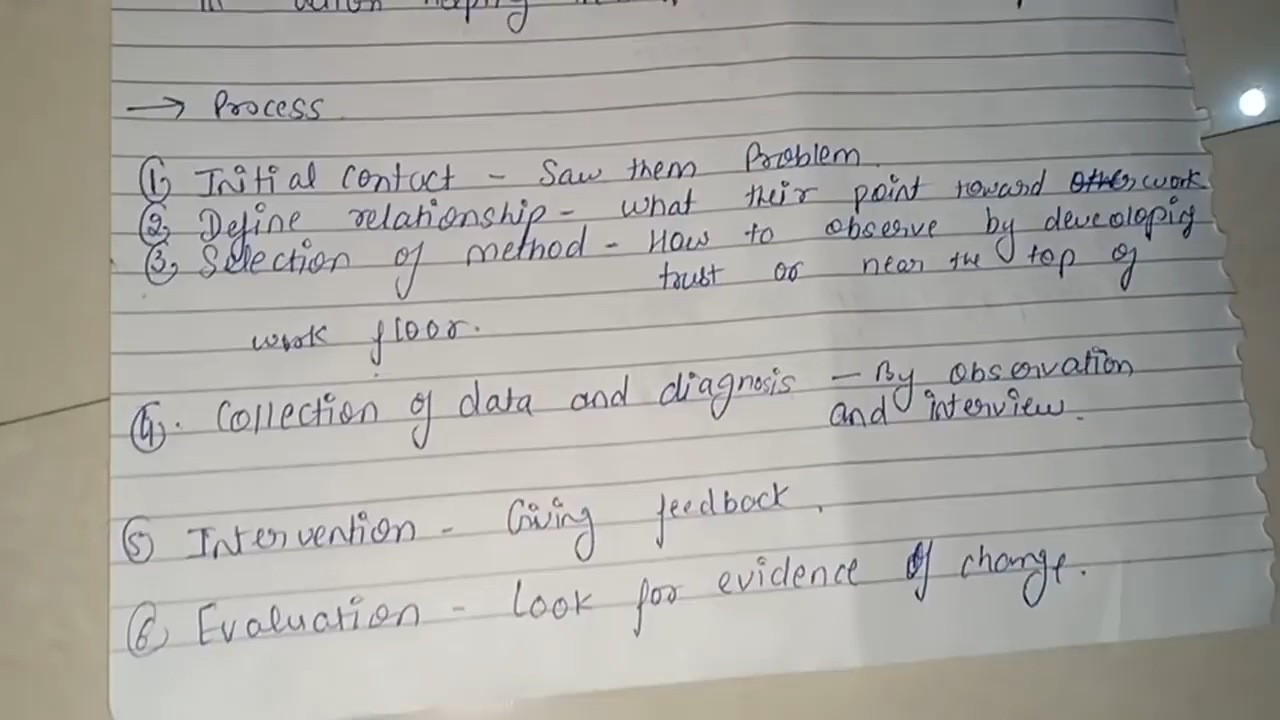 → Process
① Initial contact - Saw them Problem.
② Define relationship - what their point toward work
③ Selection of method - How to observe by developig
trust or near the top of
work floor.
④. Collection of data and diagnosis - By observation
and interview.
⑤ Intervention - Giving feedback.
⑥ Evaluation - Look for evidence of change.